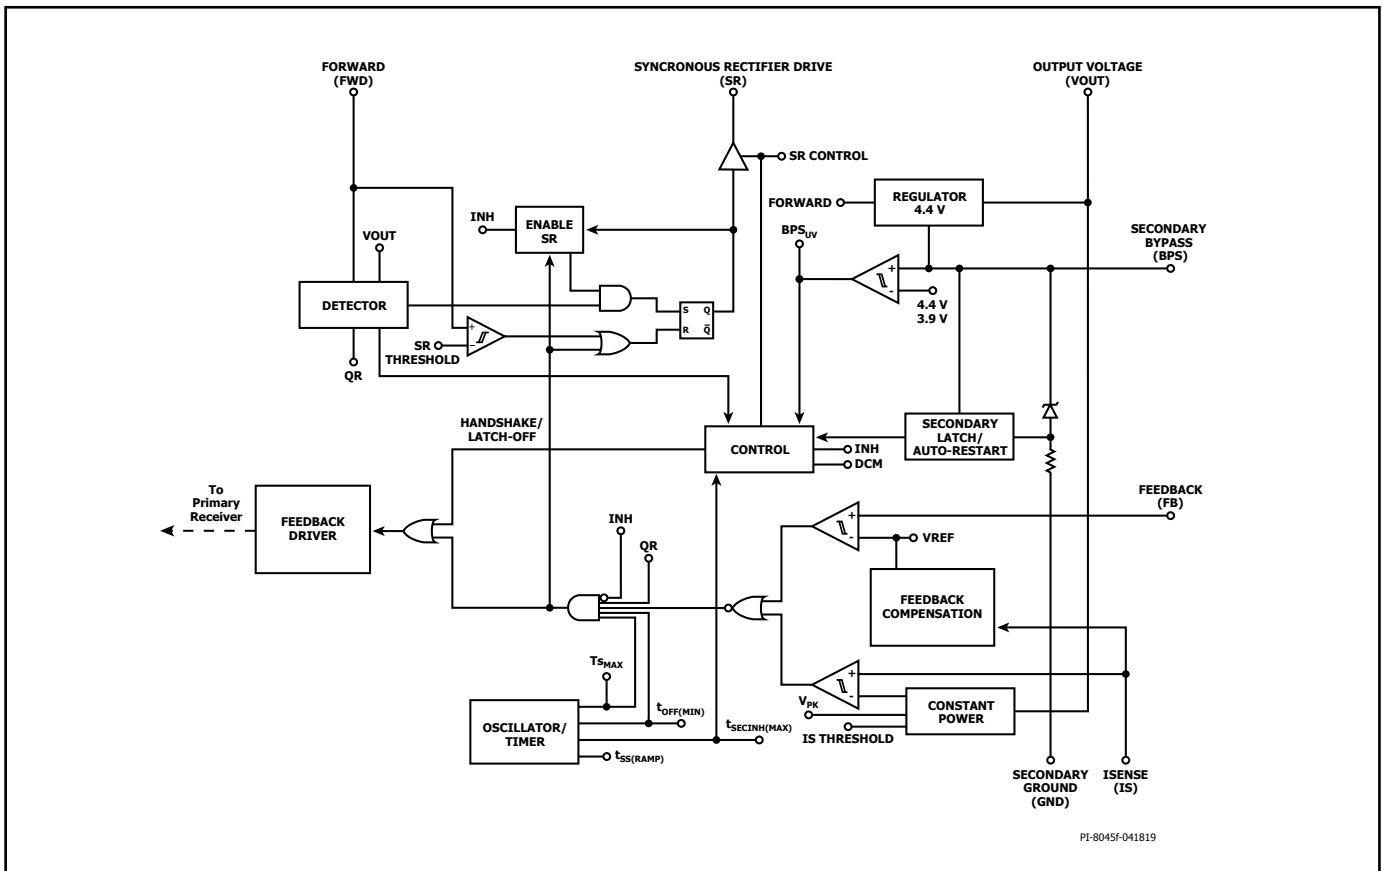 FORWARD
(FWD)
SYNCRONOUS RECTIFIER DRIVE
(SR)
OUTPUT VOLTAGE
(VOUT)
SR CONTROL
FORWARD
REGULATOR
4.4 V
INH
ENABLE
SR
VOUT
BPSUV
SECONDARY
BYPASS
(BPS)
DETECTOR
+
-
4.4 V
3.9 V
S Q
R Q̅
+
-
SR
THRESHOLD
QR
HANDSHAKE/
LATCH-OFF
CONTROL
SECONDARY
LATCH/
AUTO-RESTART
INH
DCM
To
Primary
Receiver
FEEDBACK
DRIVER
FEEDBACK
(FB)
INH
QR
+
-
VREF
FEEDBACK
COMPENSATION
TsMAX
+
-
OSCILLATOR/
TIMER
tOFF(MIN)
tSECINH(MAX)
tSS(RAMP)
VPK
IS THRESHOLD
CONSTANT
POWER
SECONDARY
GROUND
(GND)
ISENSE
(IS)
PI-8045f-041819